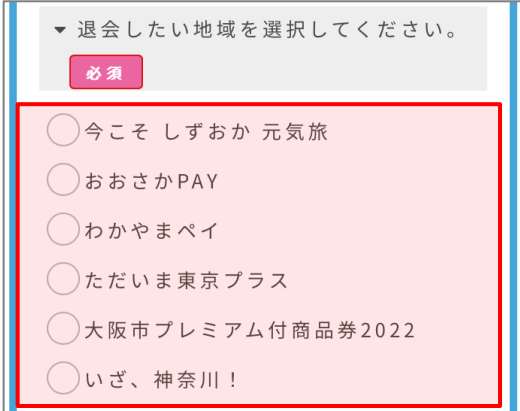 退会したい地域を選択してください。
必須
今こそ しずおか 元気旅
おおさかPAY
わかやまペイ
ただいま東京プラス
大阪市プレミアム付商品券2022
いざ、神奈川！